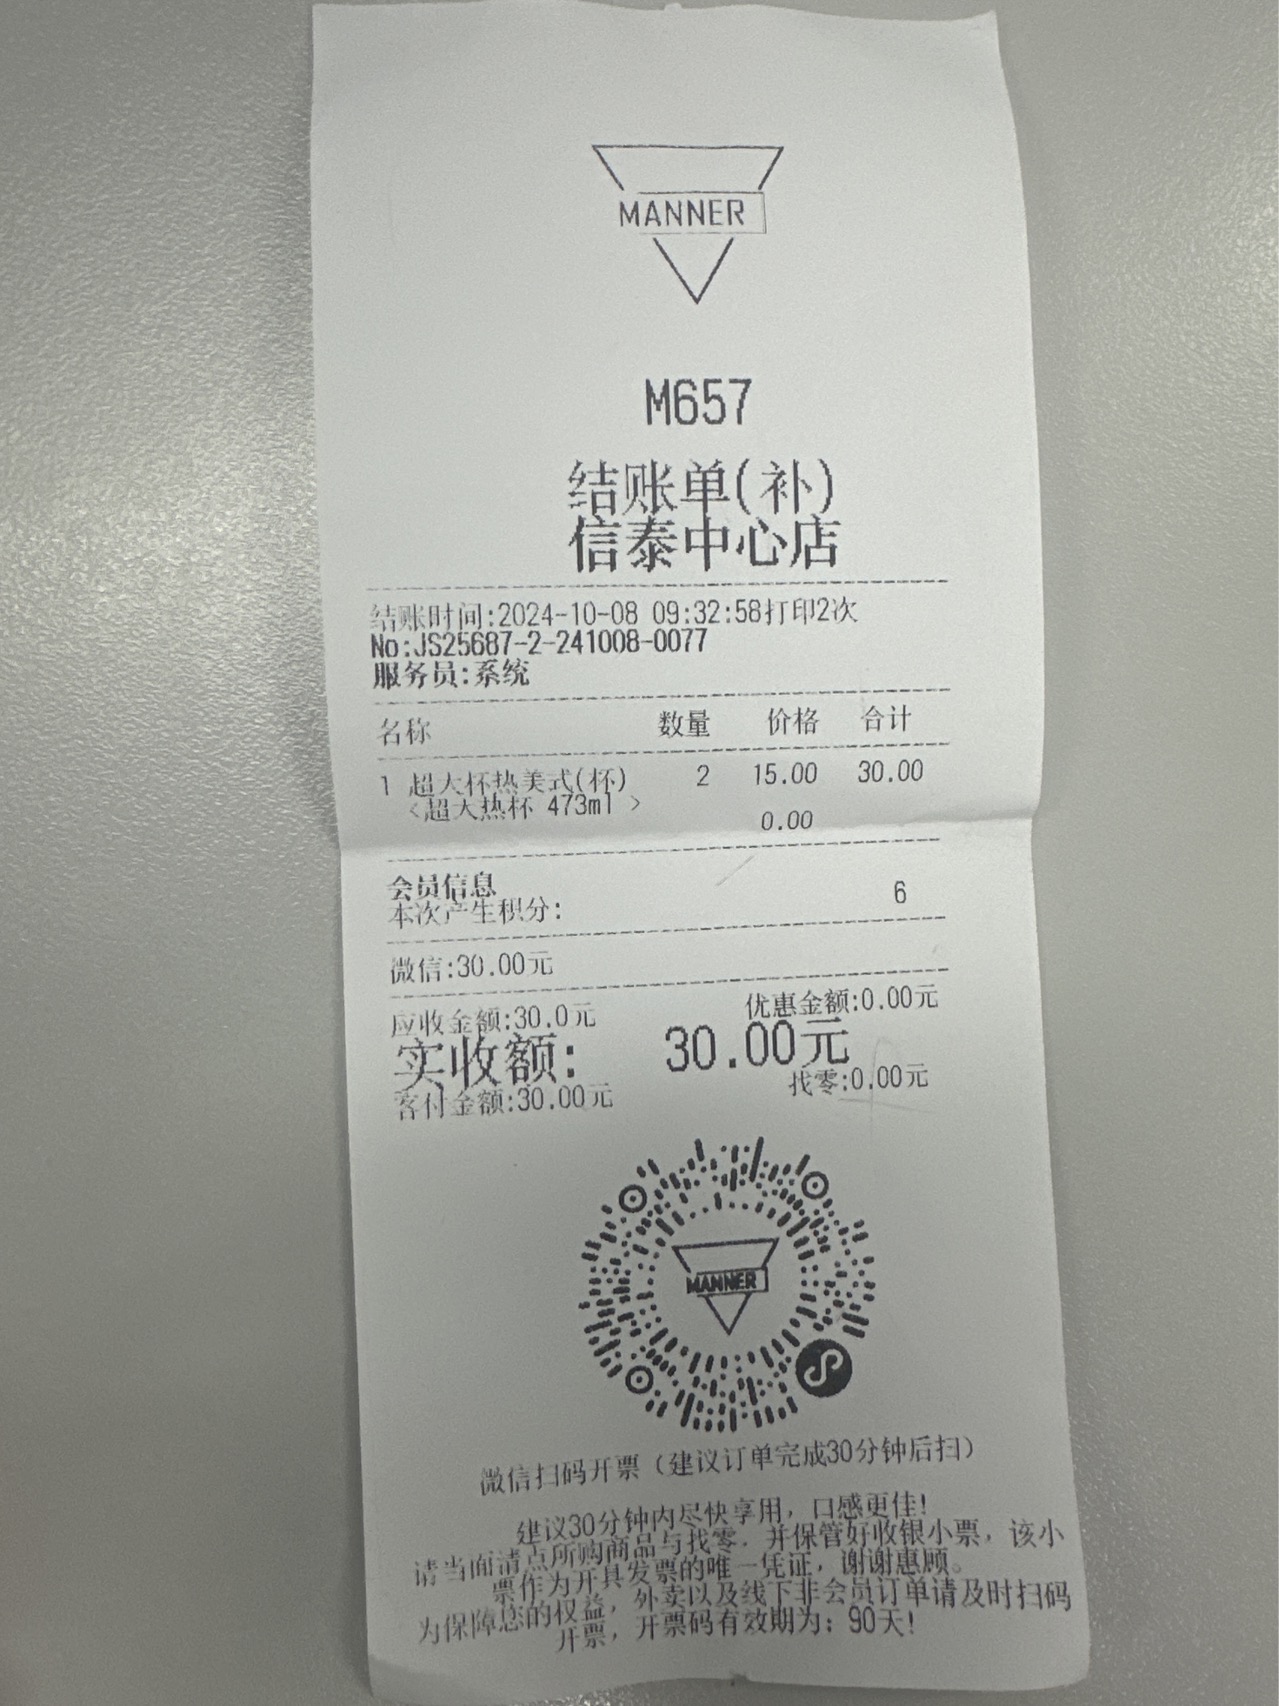 MANNER
M657
结账单(补)
信泰中心店
结账时间:2024-10-08 09:32:58打印2次
No:JS25687-2-241008-0077
服务员:系统
名称 数量 价格 合计
1 超大杯热美式(杯) 2 15.00 30.00
<超大热杯 473ml > 0.00
会员信息
本次产生积分: 6
微信:30.00元
应收金额:30.0元 优惠金额:0.00元
实收额: 30.00元
客付金额:30.00元 找零:0.00元
MANNER
微信扫码开票（建议订单完成30分钟后扫）
建议30分钟内尽快享用，口感更佳!
请当面清点所购商品与找零，并保管好收银小票，该小
票作为开具发票的唯一凭证，谢谢惠顾。
为保障您的权益，外卖以及线下非会员订单请及时扫码
开票，开票码有效期为：90天!